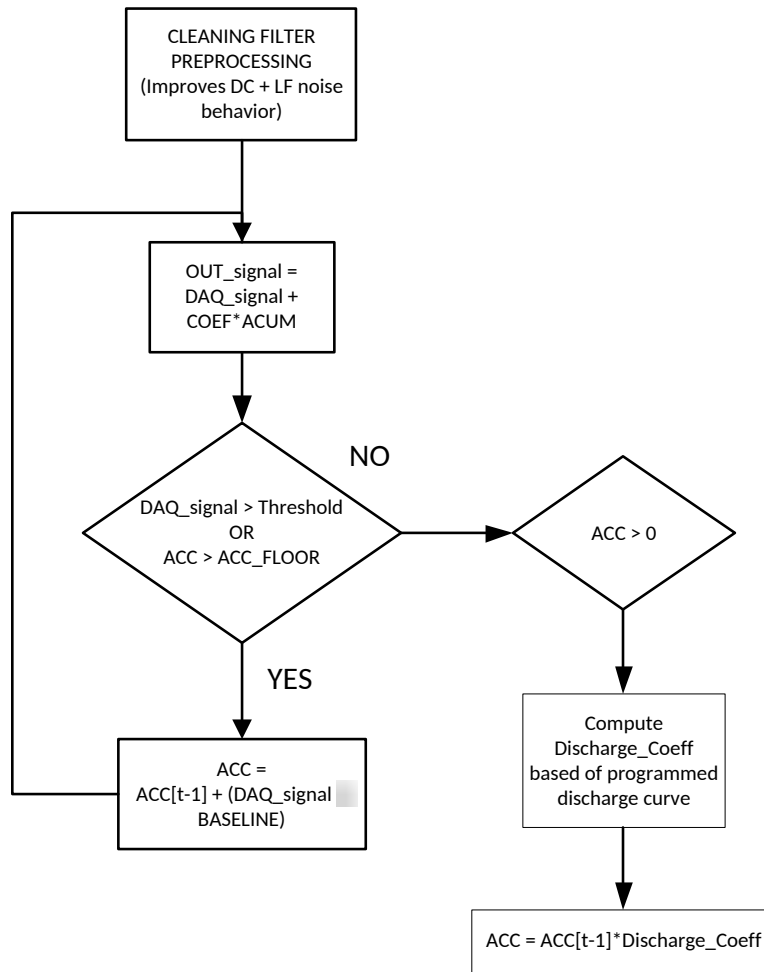 CLEANING FILTER
PREPROCESSING
(Improves DC + LF noise
behavior)
OUT_signal =
DAQ_signal +
COEF*ACUM
NO
DAQ_signal > Threshold
OR
ACC > ACC_FLOOR
ACC > 0
YES
Compute
Discharge_Coeff
based of programmed
discharge curve
ACC =
ACC[t-1] + (DAQ_signal
BASELINE)
ACC = ACC[t-1]*Discharge_Coeff